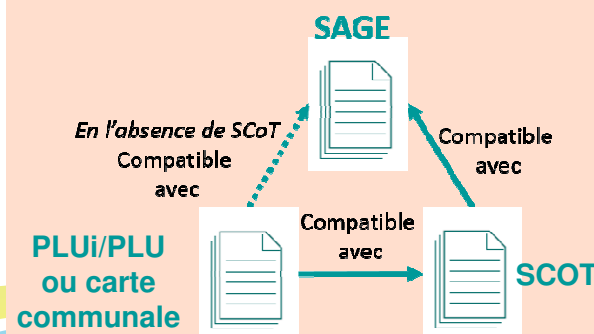 SAGE
En l'absence de SCoT
Compatible
avec
Compatible
avec
Compatible
avec
PLUi/PLU
ou carte
communale
SCOT